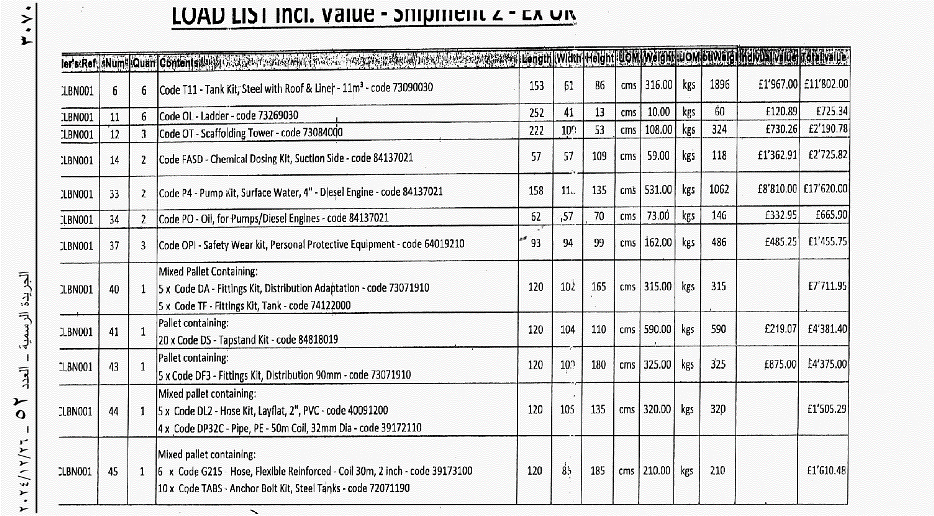 LOAD LIST Incl. Value - Shipment 2 - Ex UK
ler's Ref Num Quan Contents Length Width Height UOM Weight UOM Weig Individual value Total value
CLBN001 6 6 Code T11 - Tank Kit, Steel with Roof & Liner - 11m³ - code 73090030 153 61 86 cms 316.00 kgs 1896 £1'967.00 £11'802.00
CLBN001 11 6 Code OL - Ladder - code 73269030 252 41 13 cms 10.00 kgs 60 £120.89 £725.34
CLBN001 12 3 Code OT - Scaffolding Tower - code 73084000 222 53 cms 108.00 kgs 324 £730.26 £2'190.78
CLBN001 14 2 Code FASD - Chemical Dosing Kit, Suction Side - code 84137021 57 57 109 cms 59.00 kgs 118 £1'362.91 £2'725.82
CLBN001 33 2 Code P4 - Pump Kit, Surface Water, 4" - Diesel Engine - code 84137021 158 135 cms 531.00 kgs 1062 £8'810.00 £17'620.00
CLBN001 34 2 Code PO - Oil, for Pumps/Diesel Engines - code 84137021 62 57 70 cms 73.00 kgs 146 £332.95 £665.90
CLBN001 37 3 Code OPI - Safety Wear kit, Personal Protective Equipment - code 64019210 93 94 99 cms 162.00 kgs 486 £485.25 £1'455.75
Mixed Pallet Containing:
CLBN001 40 1 5 x Code DA - Fittings Kit, Distribution Adaptation - code 73071910 120 102 165 cms 315.00 kgs 315 £7'711.95
5 x Code TF - Fittings Kit, Tank - code 74122000
Pallet containing:
CLBN001 41 1 20 x Code DS - Tapstand Kit - code 84818019 120 104 110 cms 590.00 kgs 590 £219.07 £4'381.40
Pallet containing:
CLBN001 43 1 5 x Code DF3 - Fittings Kit, Distribution 90mm - code 73071910 120 180 cms 325.00 kgs 325 £875.00 £4'375.00
Mixed pallet containing:
CLBN001 44 1 5 x Code DL2 - Hose Kit, Layflat, 2", PVC - code 40091200 120 105 135 cms 320.00 kgs 320 £1'505.29
4 x Code DP32C - Pipe, PE - 50m Coil, 32mm Dia - code 39172110
Mixed pallet containing:
CLBN001 45 1 6 x Code G215 Hose, Flexible Reinforced - Coil 30m, 2 inch - code 39173100 120 185 cms 210.00 kgs 210 £1'610.48
10 x Code TABS - Anchor Bolt Kit, Steel Tanks - code 72071190
٣٠٧٠
الجريدة الرسمية – العدد ٥٢ – ٢٠٢٤/١٢/٢٦